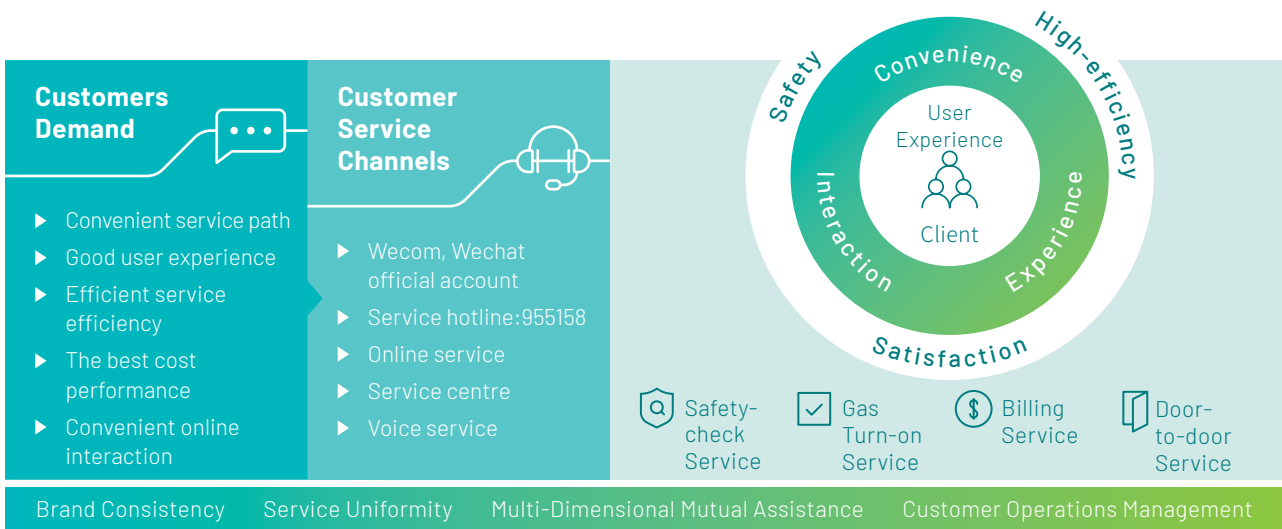 Customers
Demand
Convenient service path
Good user experience
Efficient service
efficiency
The best cost
performance
Convenient online
interaction
Customer
Service
Channels
Wecom, Wechat
official account
Service hotline:955158
Online service
Service centre
Voice service
Safety
High-efficiency
Satisfaction
Convenience
Interaction
Experience
User
Experience
Client
Safety-
check
Service
Gas
Turn-on
Service
$
Billing
Service
Door-
to-door
Service
Brand Consistency
Service Uniformity
Multi-Dimensional Mutual Assistance
Customer Operations Management